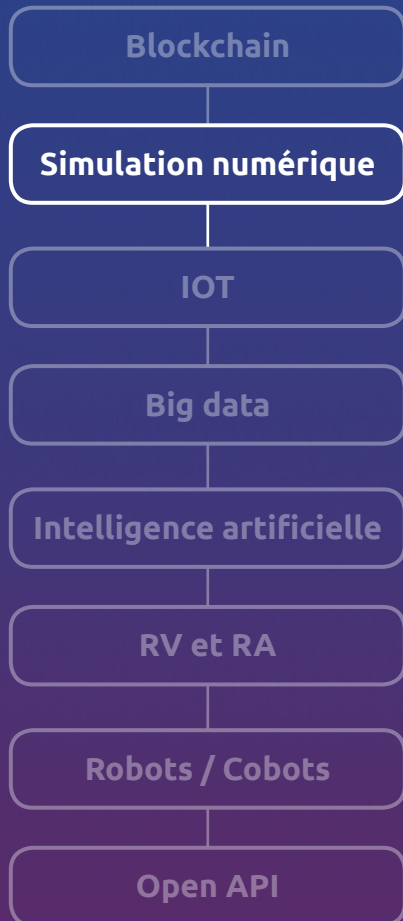 Blockchain
Simulation numérique
IOT
Big data
Intelligence artificielle
RV et RA
Robots / Cobots
Open API